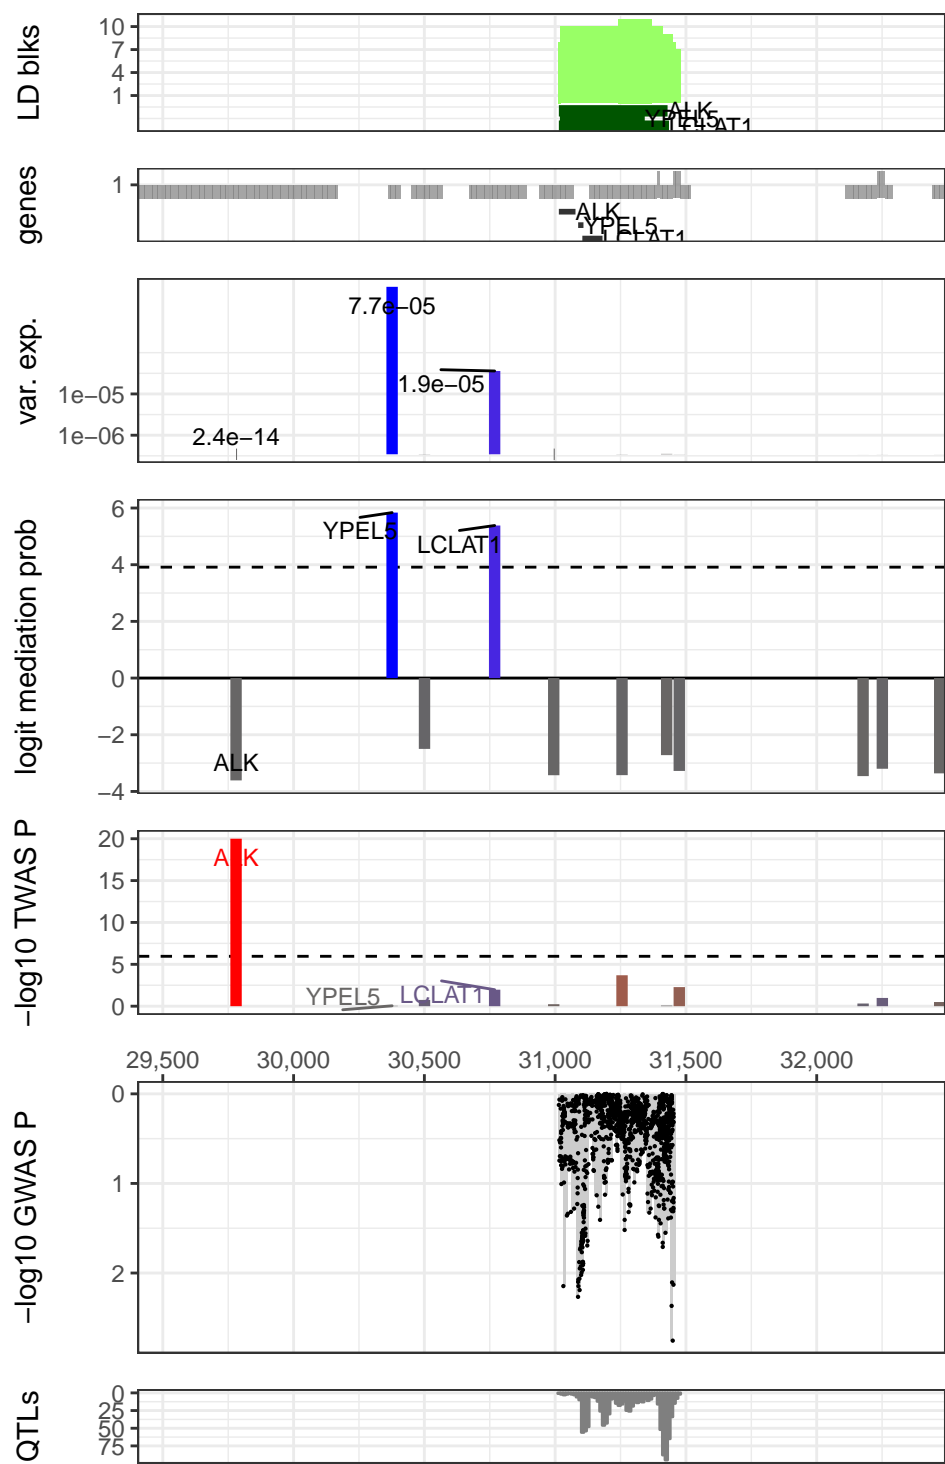 LD blks
10
7
4
1
ALK
YPEL5
LCLAT1
genes
1
ALK
YPEL5
LCLAT1
var. exp.
1e−05
1e−06
7.7e−05
1.9e−05
2.4e−14
logit mediation prob
6
4
2
0
−2
−4
YPEL5
LCLAT1
ALK
−log10 TWAS P
20
15
10
5
0
ALK
YPEL5
LCLAT1
29,500 30,000 30,500 31,000 31,500 32,000
−log10 GWAS P
0
1
2
QTLs
0
25
50
75